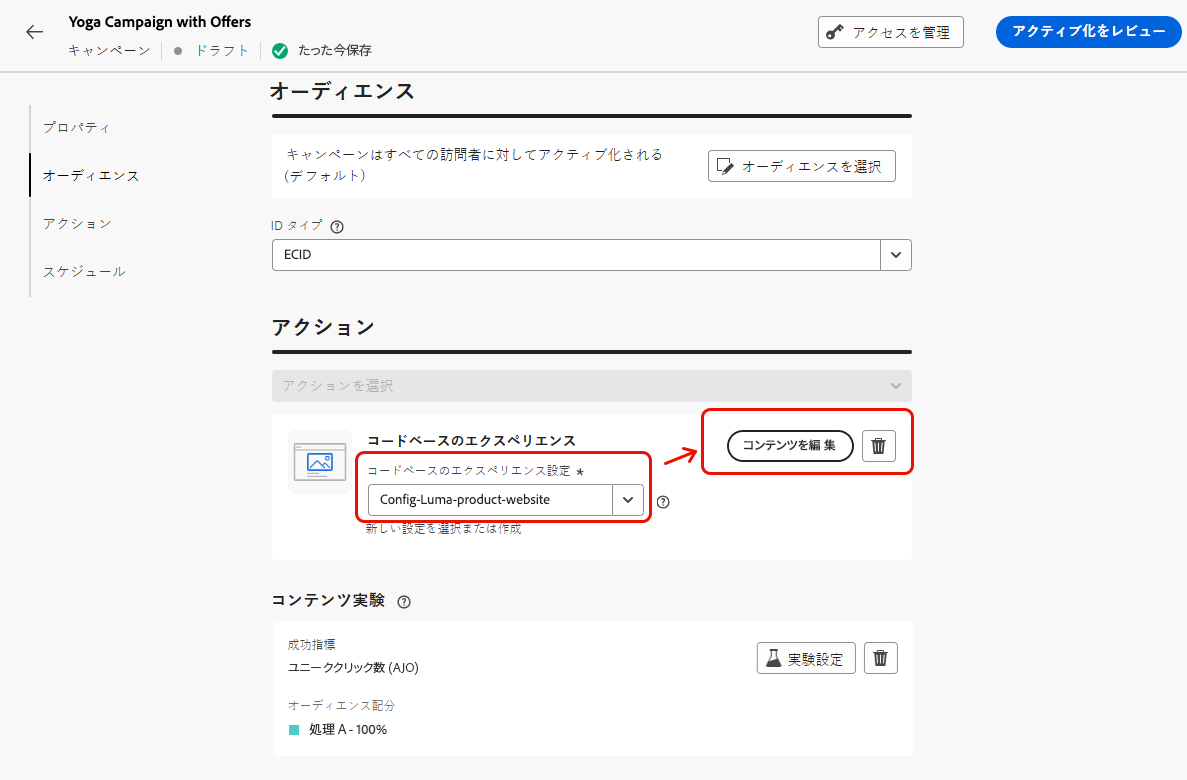 Yoga Campaign with Offers
キャンペーン ドラフト たった今保存
アクセスを管理
アクティブ化をレビュー
プロパティ
オーディエンス
アクション
スケジュール
オーディエンス
キャンペーンはすべての訪問者に対してアクティブ化される
(デフォルト)
オーディエンスを選択
ID タイプ
ECID
アクション
アクションを選択
コードベースのエクスペリエンス
コードベースのエクスペリエンス設定 *
Config-Luma-product-website
新しい設定を選択または作成
コンテンツを編 集
コンテンツ実験
成功指標
ユニーククリック数 (AJO)
実験設定
オーディエンス配分
処理 A - 100%